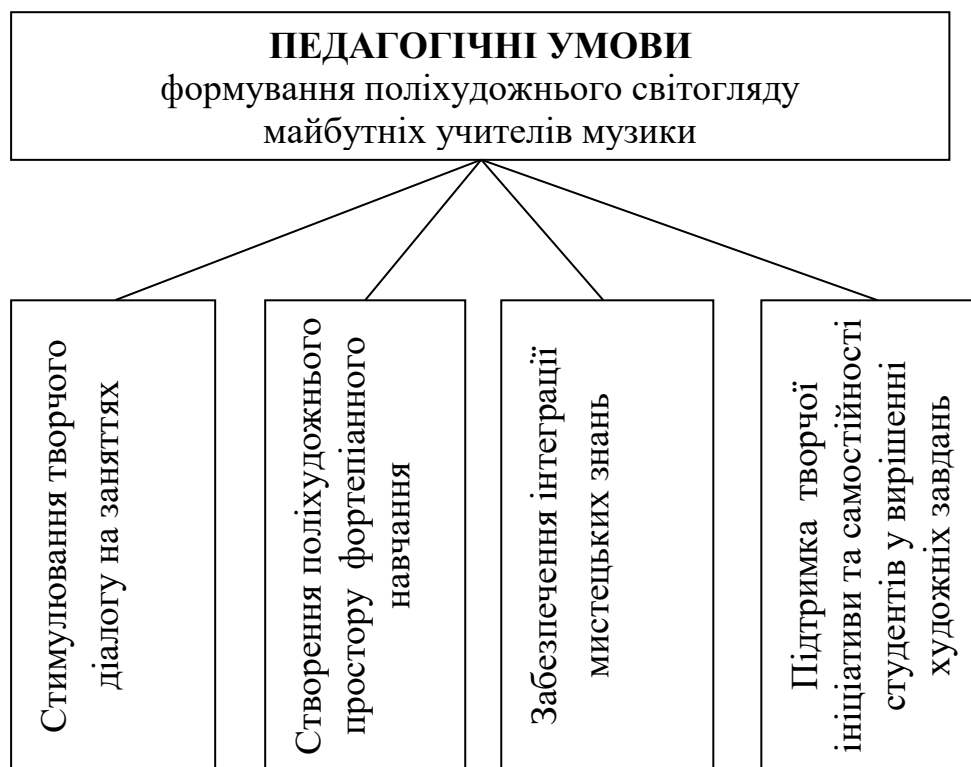 ПЕДАГОГІЧНІ УМОВИ
формування поліхудожнього світогляду
майбутніх учителів музики
Стимулювання творчого
діалогу на заняттях
Створення поліхудожнього
простору фортепіанного
навчання
Забезпечення інтеграції
мистецьких знань
Підтримка творчої
ініціативи та самостійності
студентів у вирішенні
художніх завдань